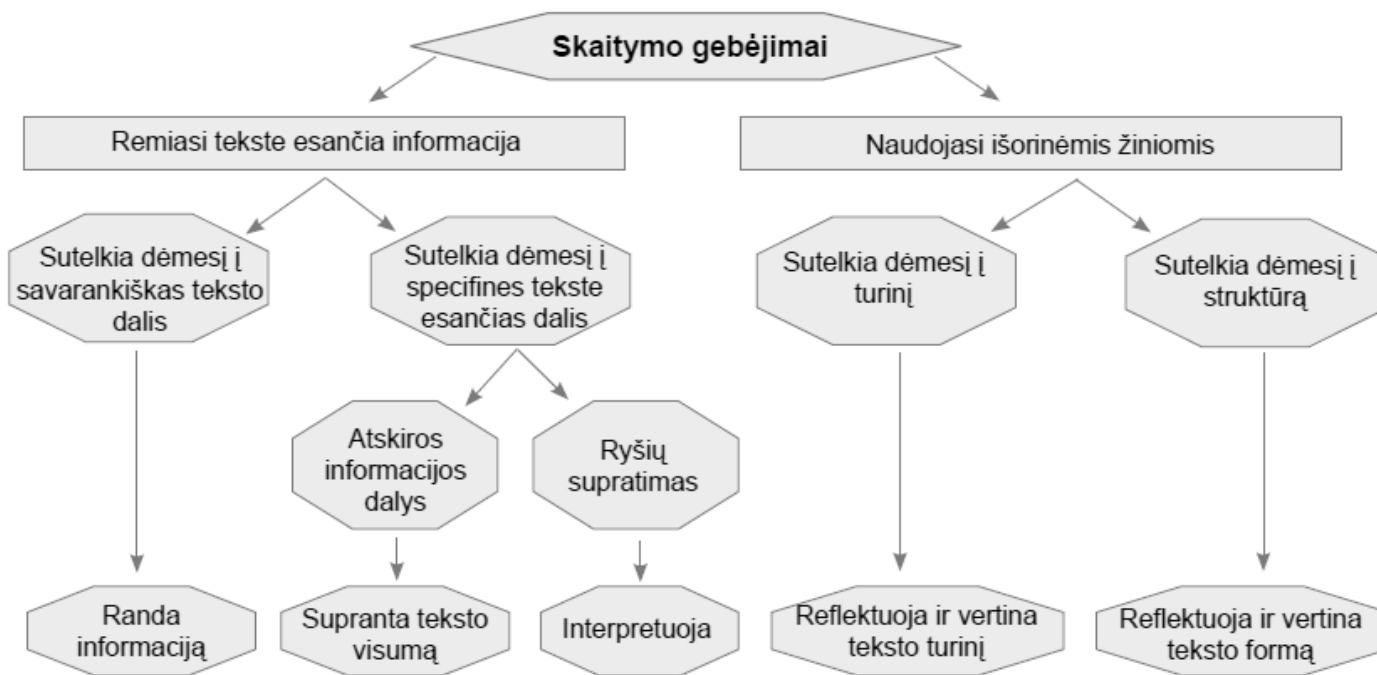 Skaitymo gebėjimai
Remiasi tekste esančia informacija
Naudojasi išorinėmis žiniomis
Sutelkia dėmesį į
savarankiškas teksto
dalis
Sutelkia dėmesį į
specifines tekste
esančias dalis
Sutelkia dėmesį į
turinį
Sutelkia dėmesį į
struktūrą
Atskiros
informacijos
dalys
Ryšių
supratimas
Randa
informaciją
Supranta teksto
visumą
Interpretuoja
Reflektuoja ir vertina
teksto turinį
Reflektuoja ir vertina
teksto formą